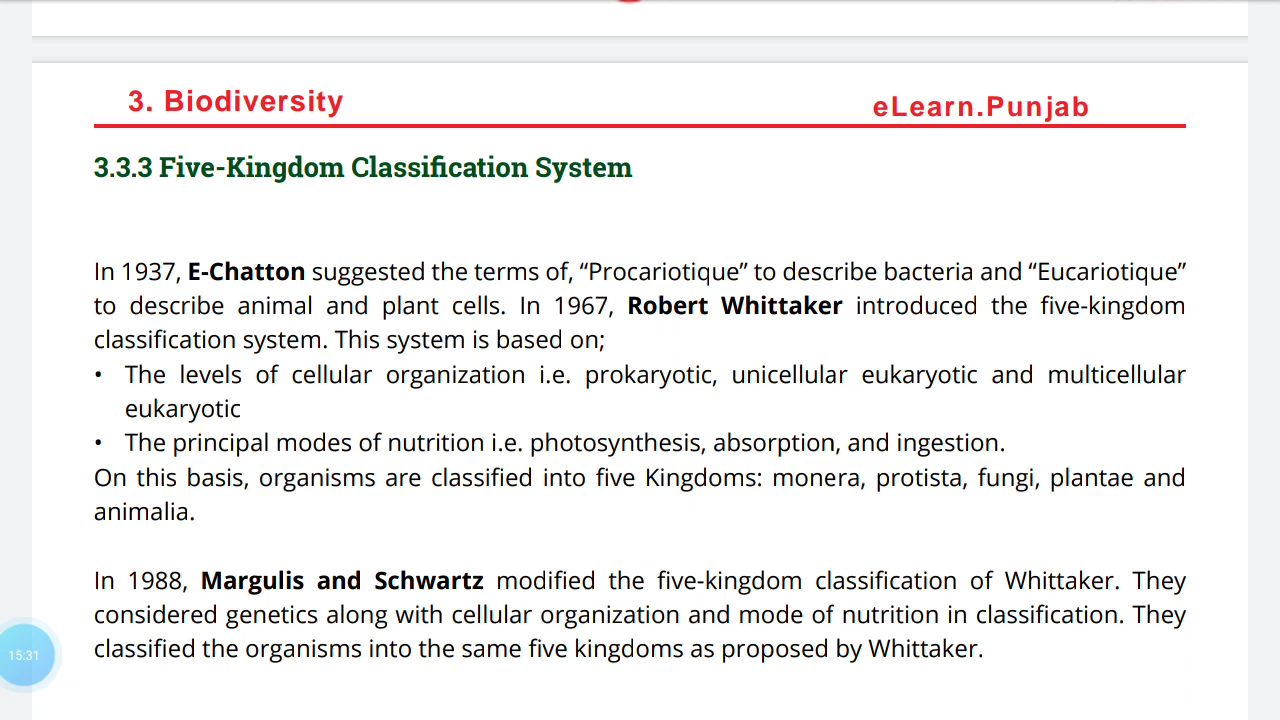 3. Biodiversity
eLearn.Punjab
3.3.3 Five-Kingdom Classification System
In 1937, E-Chatton suggested the terms of, “Procariotique” to describe bacteria and “Eucariotique”
to describe animal and plant cells. In 1967, Robert Whittaker introduced the five-kingdom
classification system. This system is based on;
• The levels of cellular organization i.e. prokaryotic, unicellular eukaryotic and multicellular
eukaryotic
• The principal modes of nutrition i.e. photosynthesis, absorption, and ingestion.
On this basis, organisms are classified into five Kingdoms: monera, protista, fungi, plantae and
animalia.
In 1988, Margulis and Schwartz modified the five-kingdom classification of Whittaker. They
considered genetics along with cellular organization and mode of nutrition in classification. They
classified the organisms into the same five kingdoms as proposed by Whittaker.
15:31